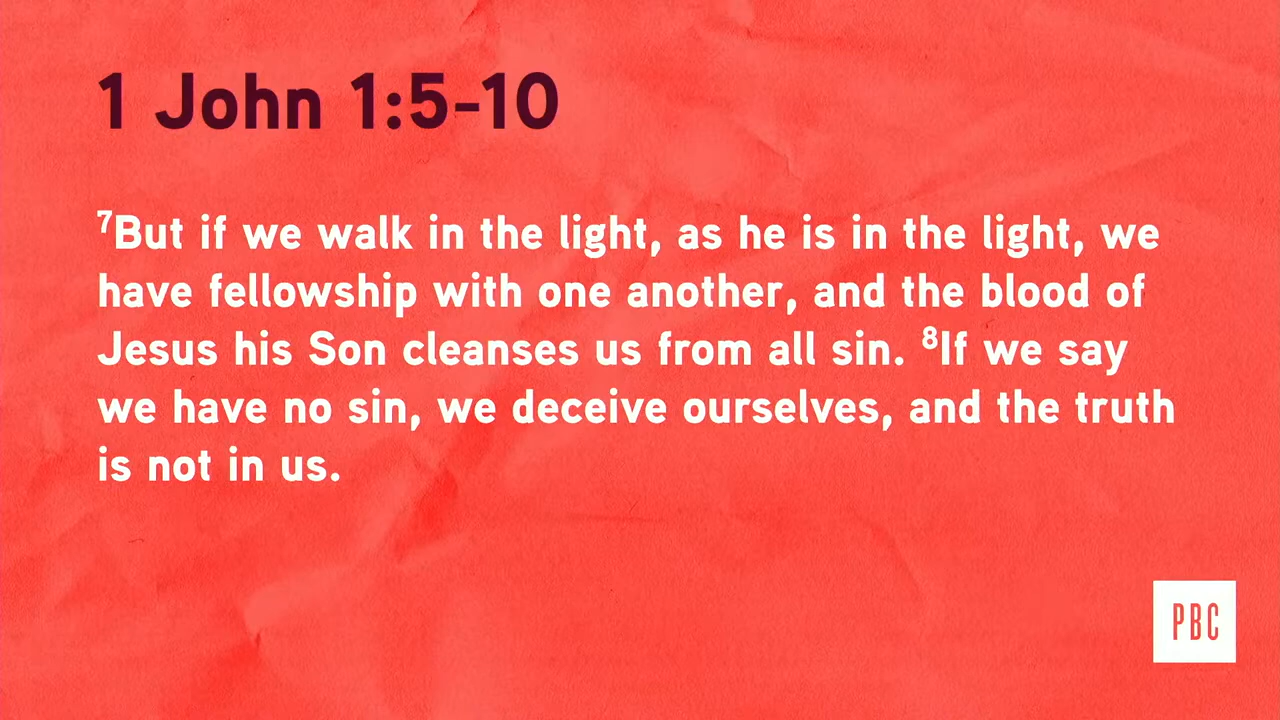 1 John 1:5-10
⁷But if we walk in the light, as he is in the light, we
have fellowship with one another, and the blood of
Jesus his Son cleanses us from all sin. ⁸If we say
we have no sin, we deceive ourselves, and the truth
is not in us.
PBC